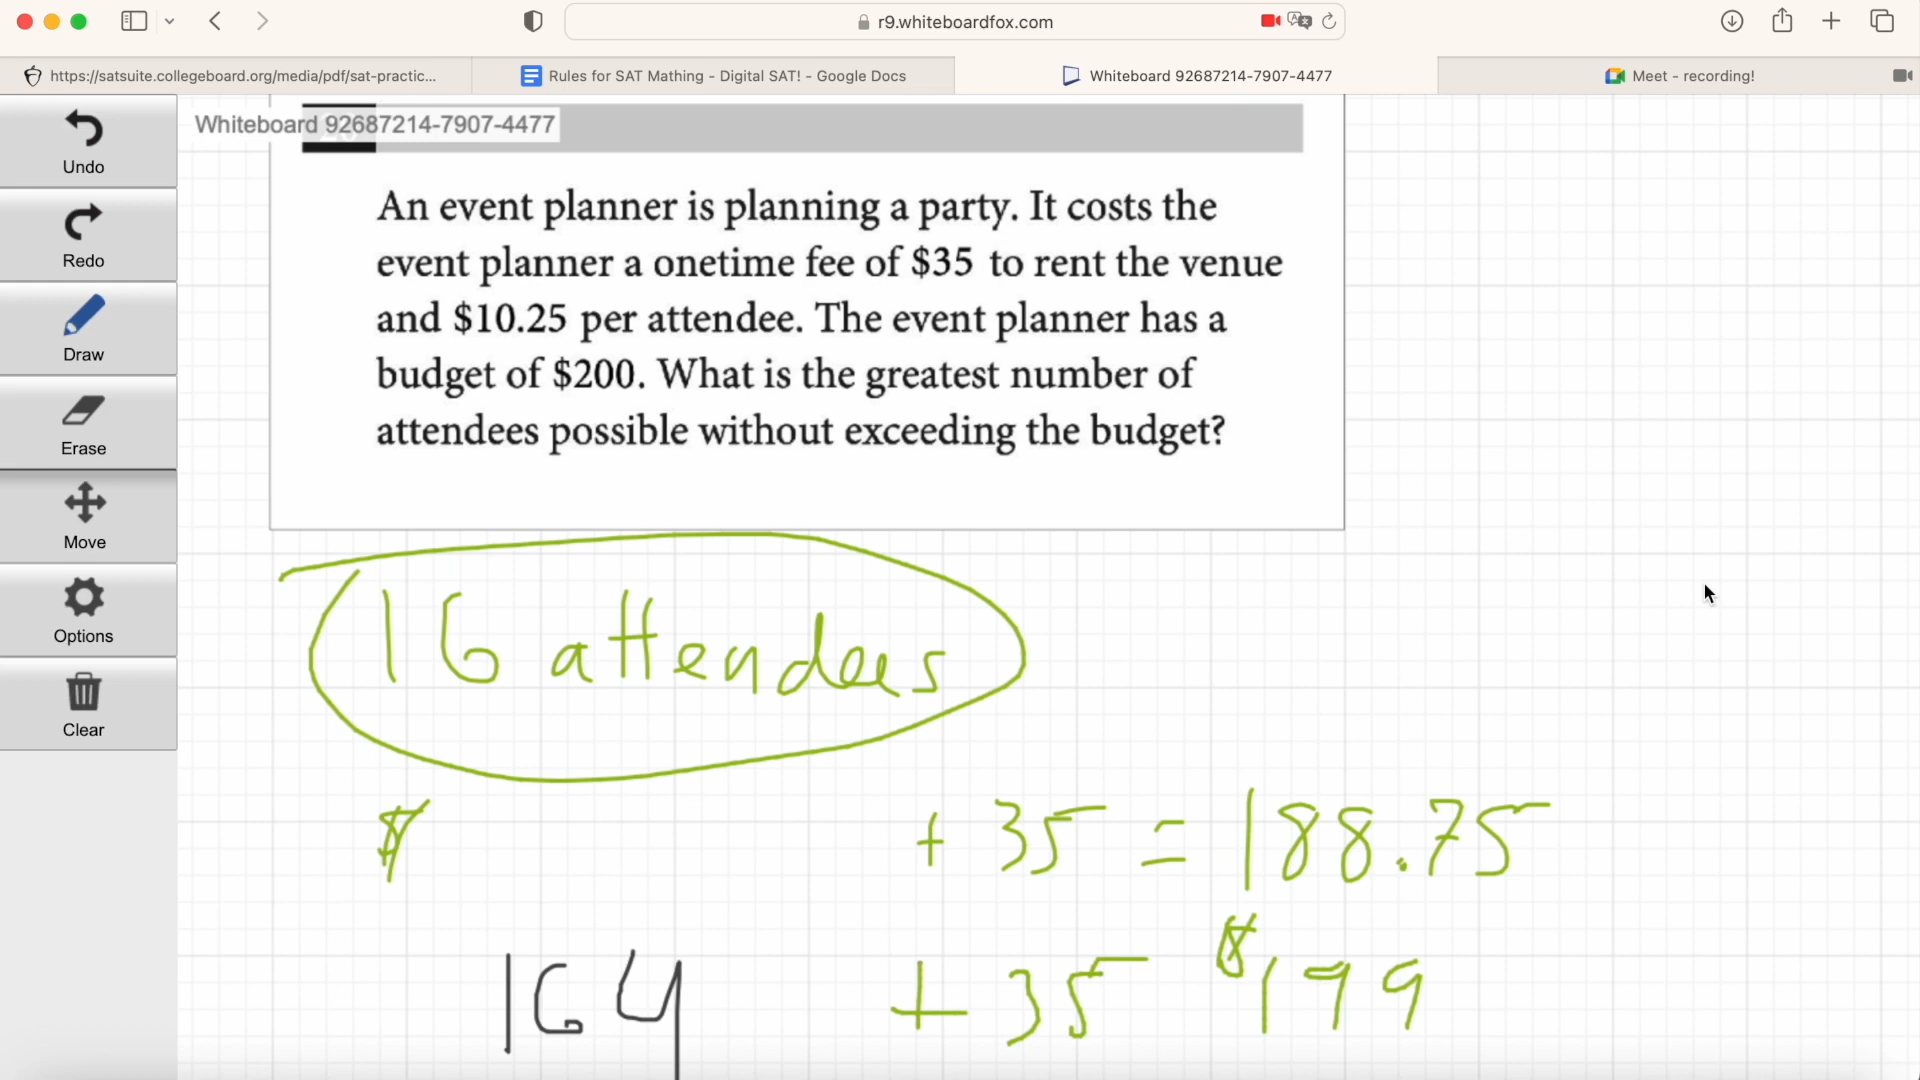 r9.whiteboardfox.com
https://satsuite.collegeboard.org/media/pdf/sat-practic...
Rules for SAT Mathing - Digital SAT! - Google Docs
Whiteboard 92687214-7907-4477
Meet - recording!
Undo
Redo
Draw
Erase
Move
Options
Clear
Whiteboard 92687214-7907-4477
An event planner is planning a party. It costs the
event planner a onetime fee of $35 to rent the venue
and $10.25 per attendee. The event planner has a
budget of $200. What is the greatest number of
attendees possible without exceeding the budget?
16 attendees
$ + 35 = 188.75
164 + 35 $199